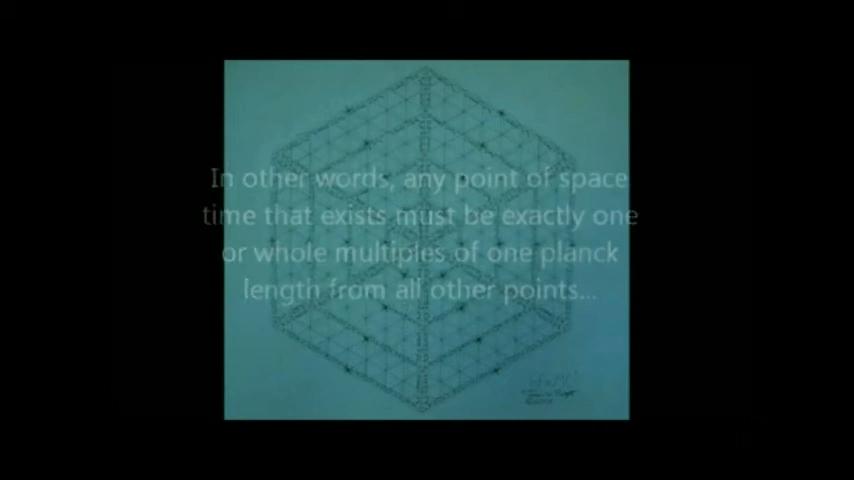 In other words, any point of space
time that exists must be exactly one
or whole multiples of one planck
length from all other points...